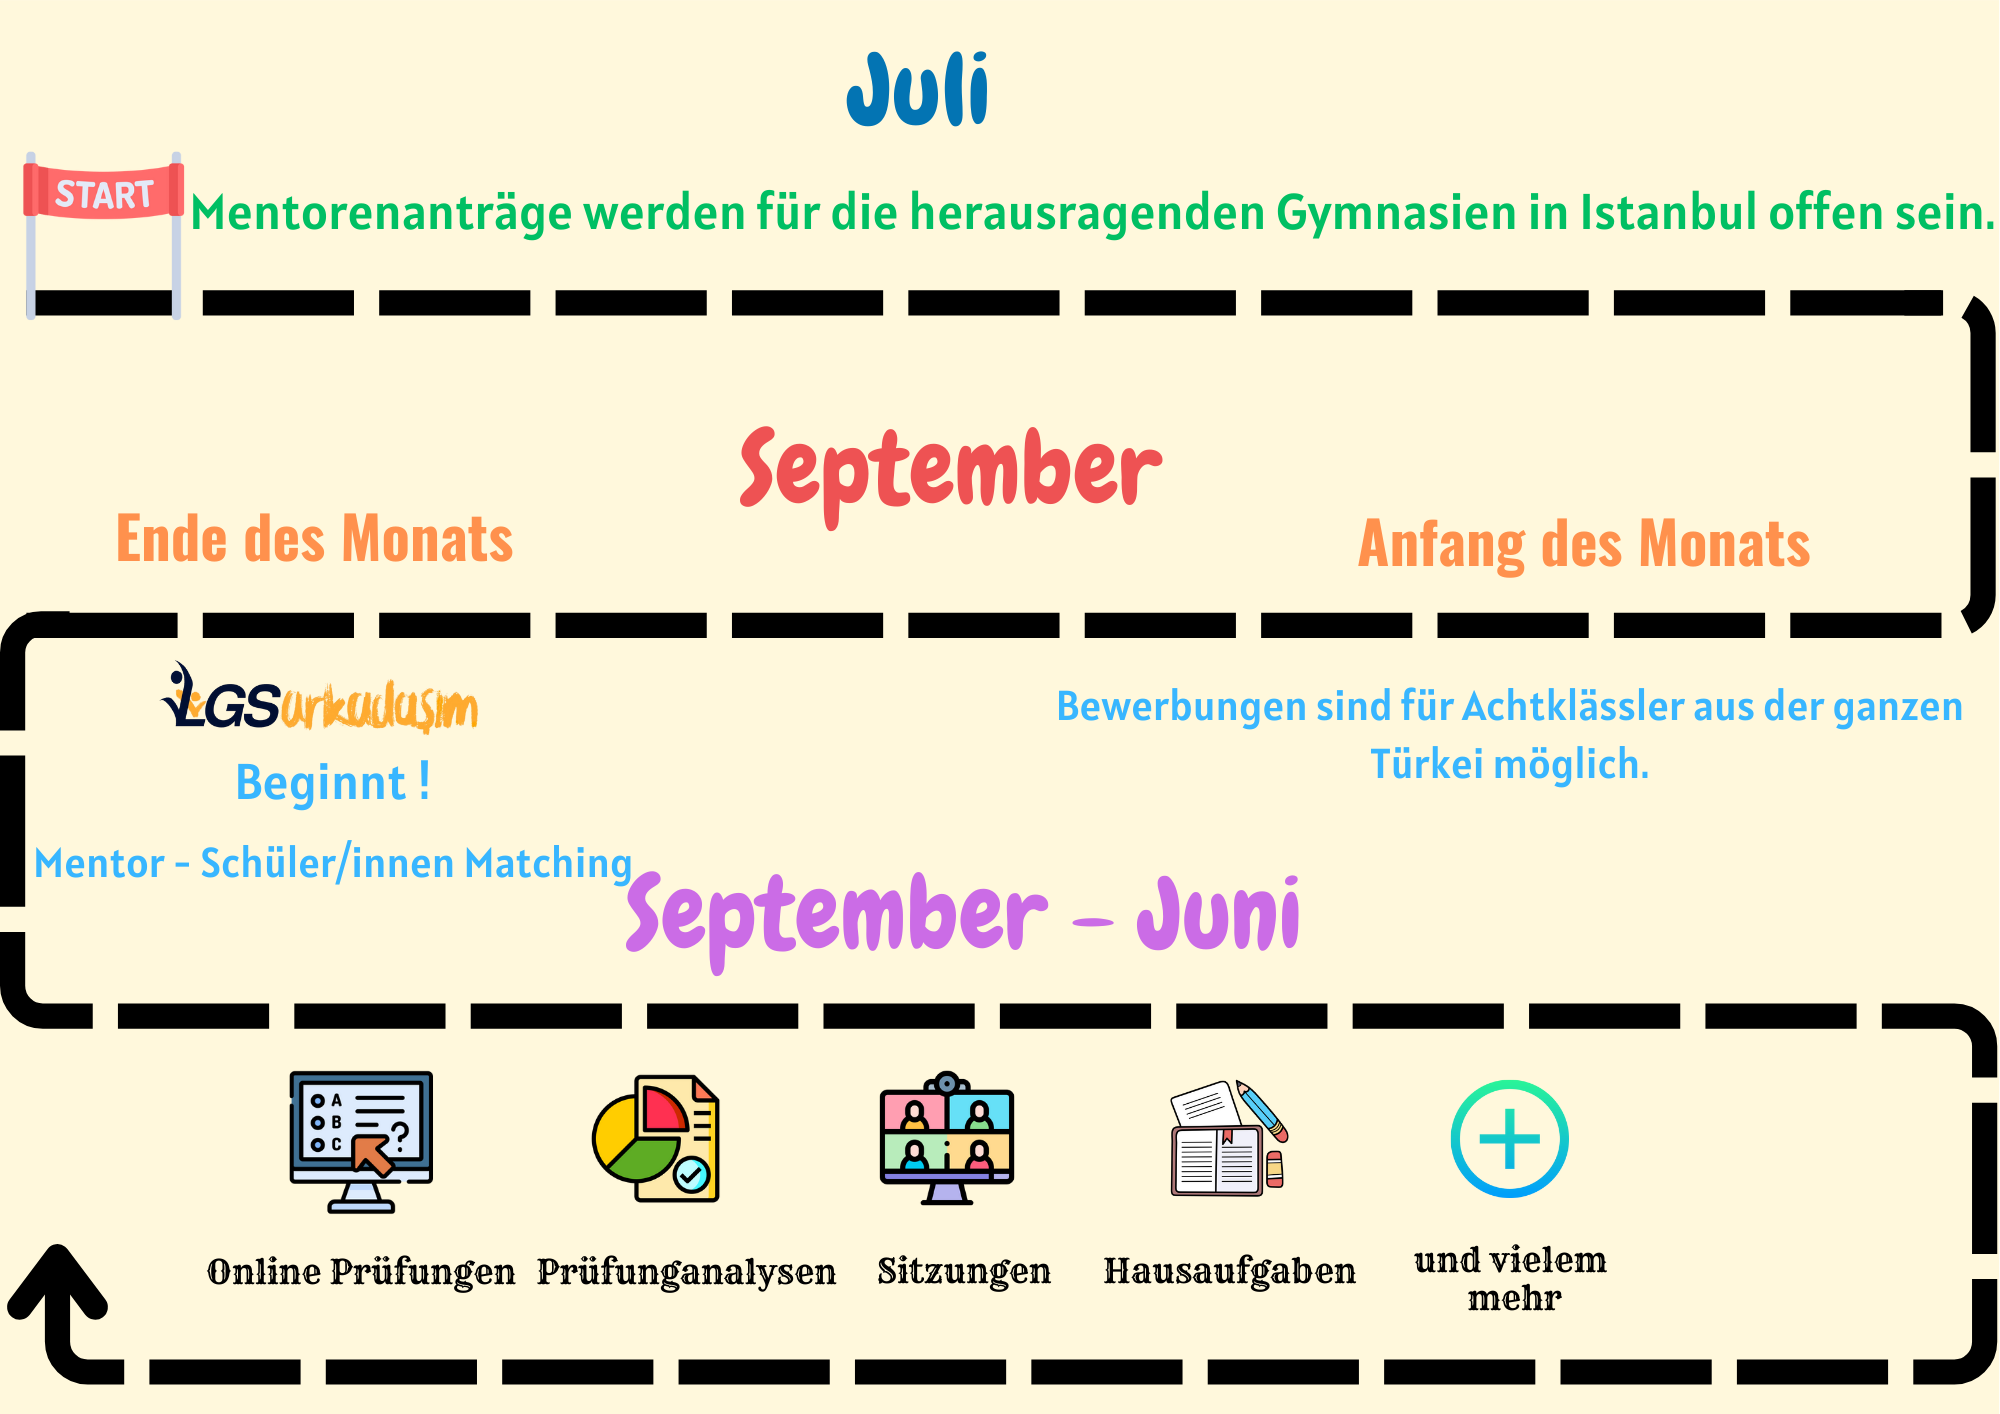 Juli
START
Mentorenanträge werden für die herausragenden Gymnasien in Istanbul offen sein.
September
Ende des Monats
Anfang des Monats
LGSarkadaşım
Beginnt !
Mentor - Schüler/innen Matching
Bewerbungen sind für Achtklässler aus der ganzen
Türkei möglich.
September - Juni
A
B
C
?
Online Prüfungen
Prüfunganalysen
Sitzungen
Hausaufgaben
und vielem
mehr